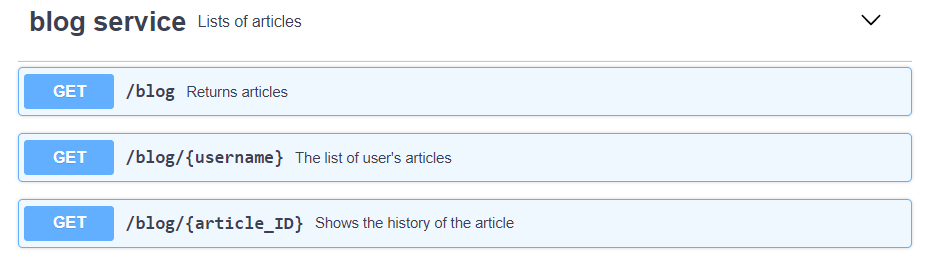 blog service Lists of articles
GET /blog Returns articles
GET /blog/{username} The list of user's articles
GET /blog/{article_ID} Shows the history of the article